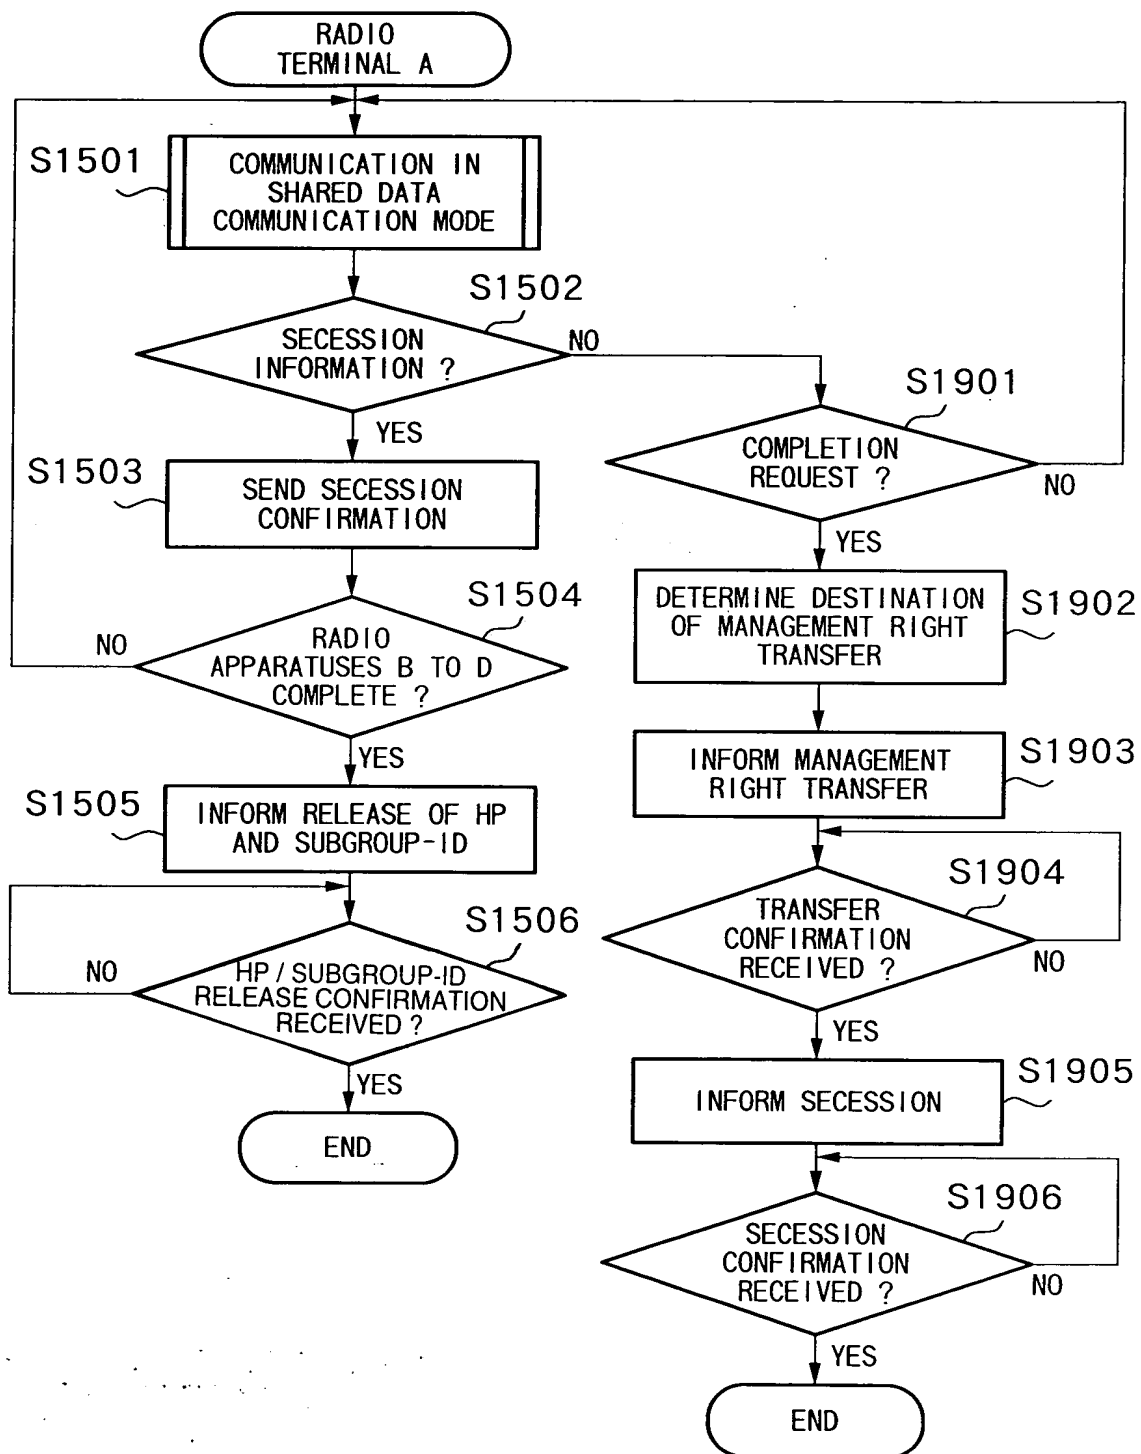 RADIO
TERMINAL A
S1501
COMMUNICATION IN
SHARED DATA
COMMUNICATION MODE
S1502
SECESSION
INFORMATION ?
NO
YES
S1901
COMPLETION
REQUEST ?
NO
YES
S1503
SEND SECESSION
CONFIRMATION
S1504
RADIO
APPARATUSES B TO D
COMPLETE ?
NO
YES
S1902
DETERMINE DESTINATION
OF MANAGEMENT RIGHT
TRANSFER
S1903
INFORM MANAGEMENT
RIGHT TRANSFER
S1505
INFORM RELEASE OF HP
AND SUBGROUP-ID
S1904
TRANSFER
CONFIRMATION
RECEIVED ?
NO
YES
S1506
HP / SUBGROUP-ID
RELEASE CONFIRMATION
RECEIVED ?
NO
YES
END
S1905
INFORM SECESSION
S1906
SECESSION
CONFIRMATION
RECEIVED ?
NO
YES
END